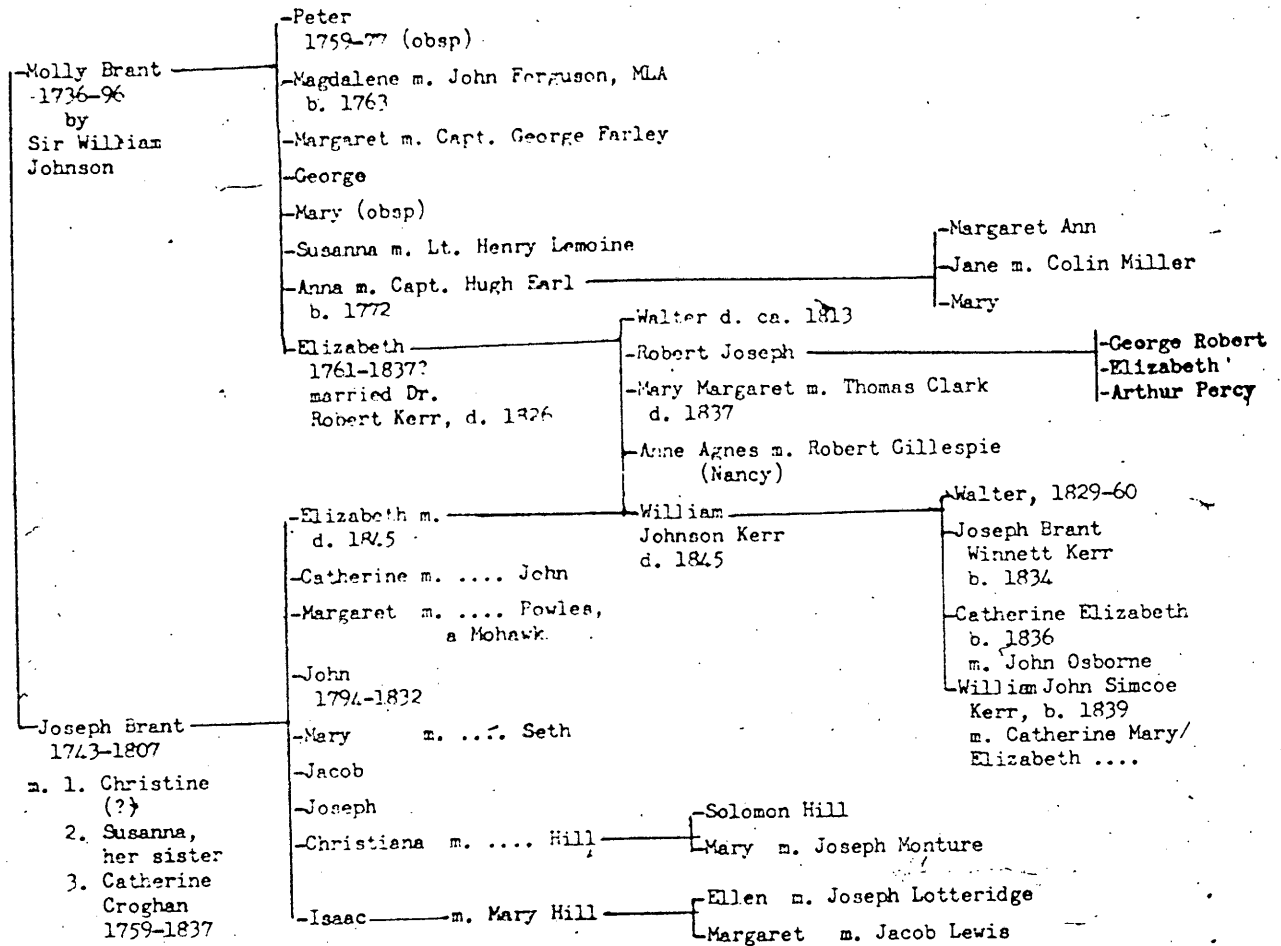 -Molly Brant
-1736-96
by
Sir William
Johnson
-Peter
1759-77 (obsp)
-Magdalene m. John Ferguson, MLA
b. 1763
-Margaret m. Capt. George Farley
-George
-Mary (obsp)
-Susanna m. Lt. Henry Lemoine
-Anna m. Capt. Hugh Earl
b. 1772
-Elizabeth
1761-1837?
married Dr.
Robert Kerr, d. 1826
-Margaret Ann
-Jane m. Colin Miller
-Mary
-Walter d. ca. 1813
-Robert Joseph
-Mary Margaret m. Thomas Clark
d. 1837
-Anne Agnes m. Robert Gillespie
(Nancy)
-William
Johnson Kerr
d. 1845
-George Robert
-Elizabeth
-Arthur Percy
-Walter, 1829-60
-Joseph Brant
Winnett Kerr
b. 1834
-Catherine Elizabeth
b. 1836
m. John Osborne
-William John Simcoe
Kerr, b. 1839
m. Catherine Mary/
Elizabeth ....
-Joseph Brant
1743-1807
m. 1. Christine
(?)
2. Susanna,
her sister
3. Catherine
Croghan
1759-1837
-Elizabeth m.
d. 1845
-Catherine m. .... John
-Margaret m. .... Powles,
a Mohawk
-John
1794-1832
-Mary m. .... Seth
-Jacob
-Joseph
-Christiana m. .... Hill
-Isaac m. Mary Hill
-Solomon Hill
-Mary m. Joseph Monture
-Ellen m. Joseph Lotteridge
-Margaret m. Jacob Lewis